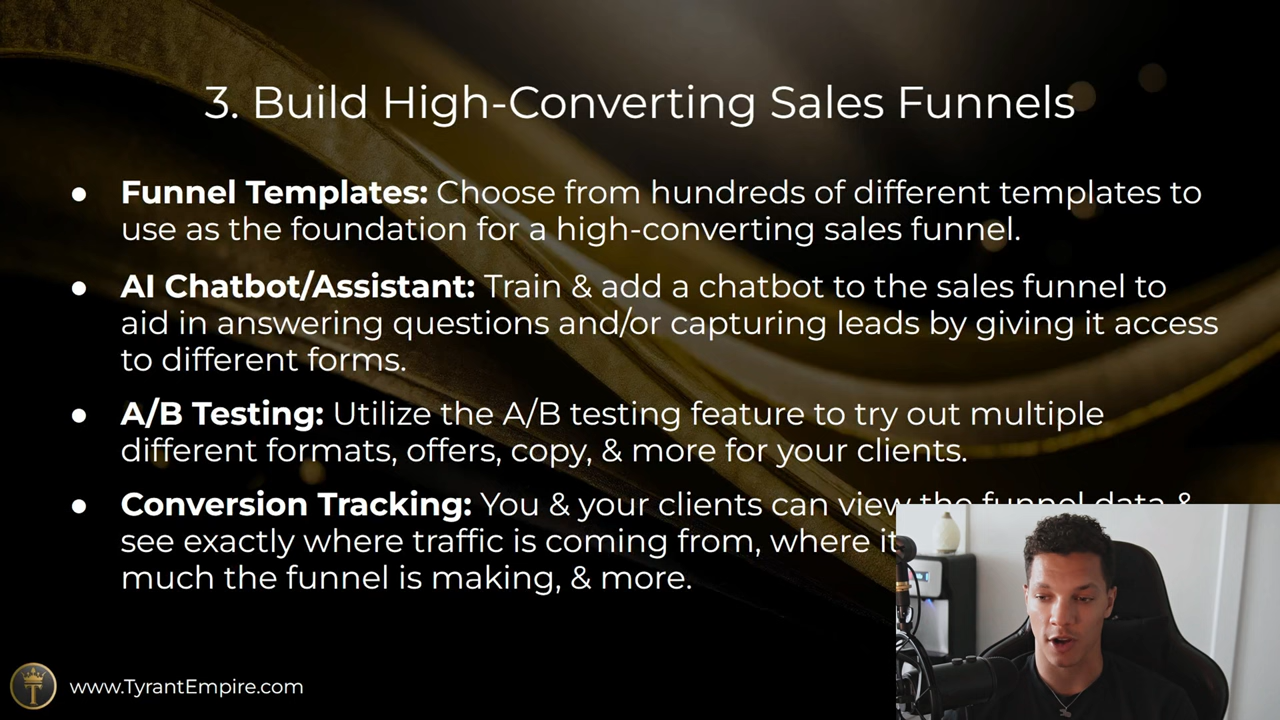 3. Build High-Converting Sales Funnels
● Funnel Templates: Choose from hundreds of different templates to
use as the foundation for a high-converting sales funnel.
● AI Chatbot/Assistant: Train & add a chatbot to the sales funnel to
aid in answering questions and/or capturing leads by giving it access
to different forms.
● A/B Testing: Utilize the A/B testing feature to try out multiple
different formats, offers, copy, & more for your clients.
● Conversion Tracking: You & your clients can view the funnel data &
see exactly where traffic is coming from, where it
much the funnel is making, & more.
T
www.TyrantEmpire.com